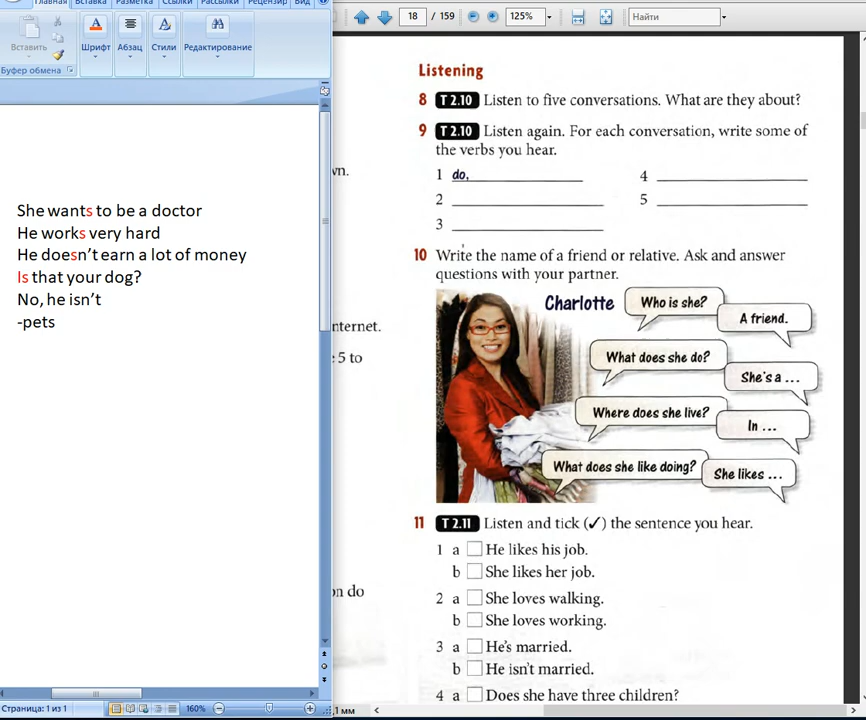 Главная Вставка Разметка Ссылки Рассылки Рецензир Вид
Вставить
Шрифт Абзац Стили Редактирование
Буфер обмена
She wants to be a doctor
He works very hard
He doesn't earn a lot of money
Is that your dog?
No, he isn't
-pets
Страница: 1 из 1 160%
18 / 159 125% Найти
vn.
nternet.
5 to
on do
Listening
8 T 2.10 Listen to five conversations. What are they about?
9 T 2.10 Listen again. For each conversation, write some of
the verbs you hear.
1 do, 4
2 5
3
10 Write the name of a friend or relative. Ask and answer
questions with your partner.
Charlotte
Who is she?
A friend.
What does she do?
She's a ...
Where does she live?
In ...
What does she like doing?
She likes ...
11 T 2.11 Listen and tick (✓) the sentence you hear.
1 a He likes his job.
b She likes her job.
2 a She loves walking.
b She loves working.
3 a He's married.
b He isn't married.
4 a Does she have three children?
1 мм